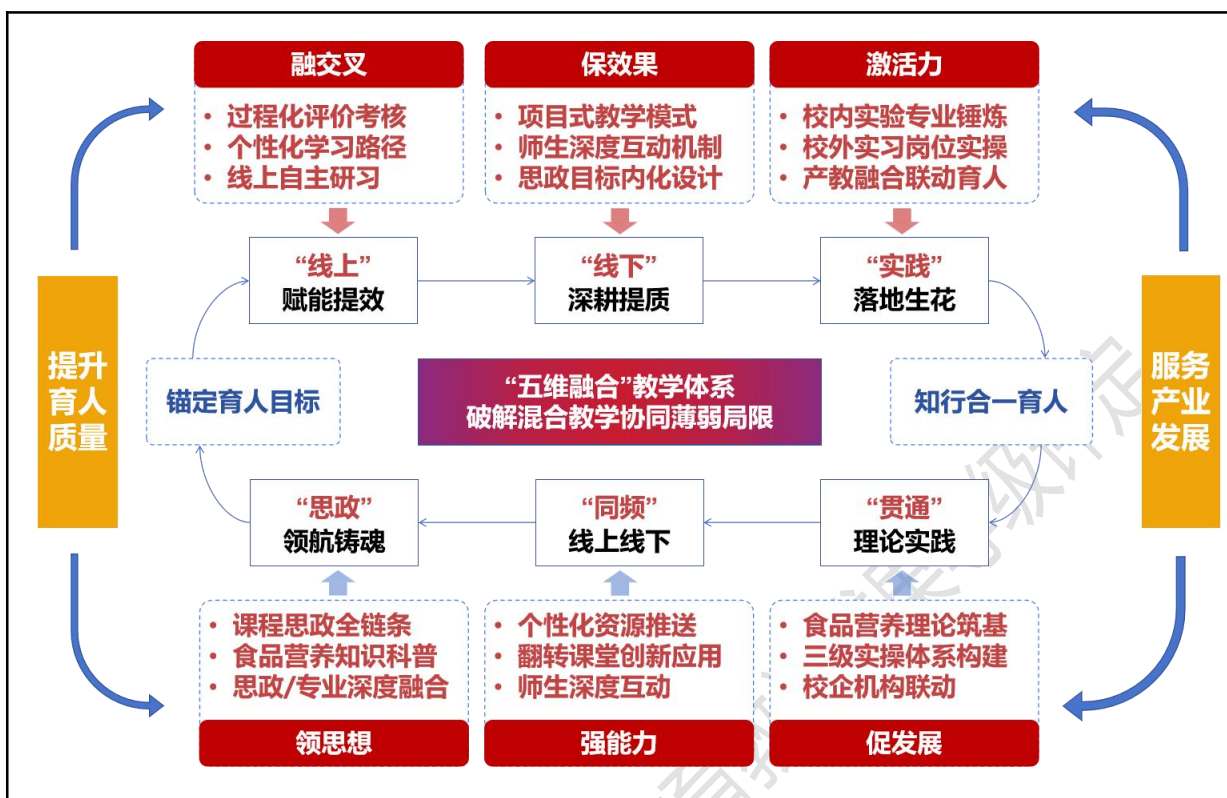 融交叉
保效果
激活力
• 过程化评价考核
• 个性化学习路径
• 线上自主研习
• 项目式教学模式
• 师生深度互动机制
• 思政目标内化设计
• 校内实验专业锤炼
• 校外实习岗位实操
• 产教融合联动育人
“线上”
赋能提效
“线下”
深耕提质
“实践”
落地生花
提升
育人
质量
锚定育人目标
“五维融合”教学体系
破解混合教学协同薄弱局限
知行合一育人
服务
产业
发展
“思政”
领航铸魂
“同频”
线上线下
“贯通”
理论实践
• 课程思政全链条
• 食品营养知识科普
• 思政/专业深度融合
• 个性化资源推送
• 翻转课堂创新应用
• 师生深度互动
• 食品营养理论筑基
• 三级实操体系构建
• 校企机构联动
领思想
强能力
促发展